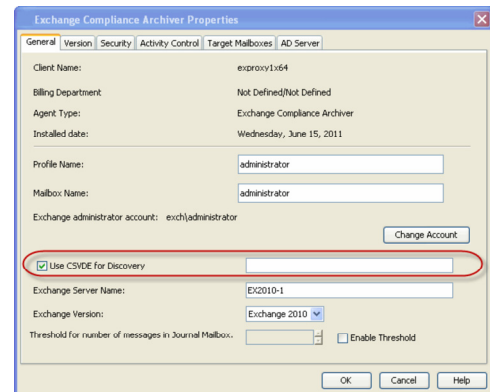 Exchange Compliance Archiver Properties
General Version Security Activity Control Target Mailboxes AD Server
Client Name: exproxy1x64
Billing Department Not Defined/Not Defined
Agent Type: Exchange Compliance Archiver
Installed date: Wednesday, June 15, 2011
Profile Name: administrator
Mailbox Name: administrator
Exchange administrator account: exch\administrator
Change Account
Use CSVDE for Discovery
Exchange Server Name: EX2010-1
Exchange Version: Exchange 2010
Threshold for number of messages in Journal Mailbox. Enable Threshold
OK Cancel Help